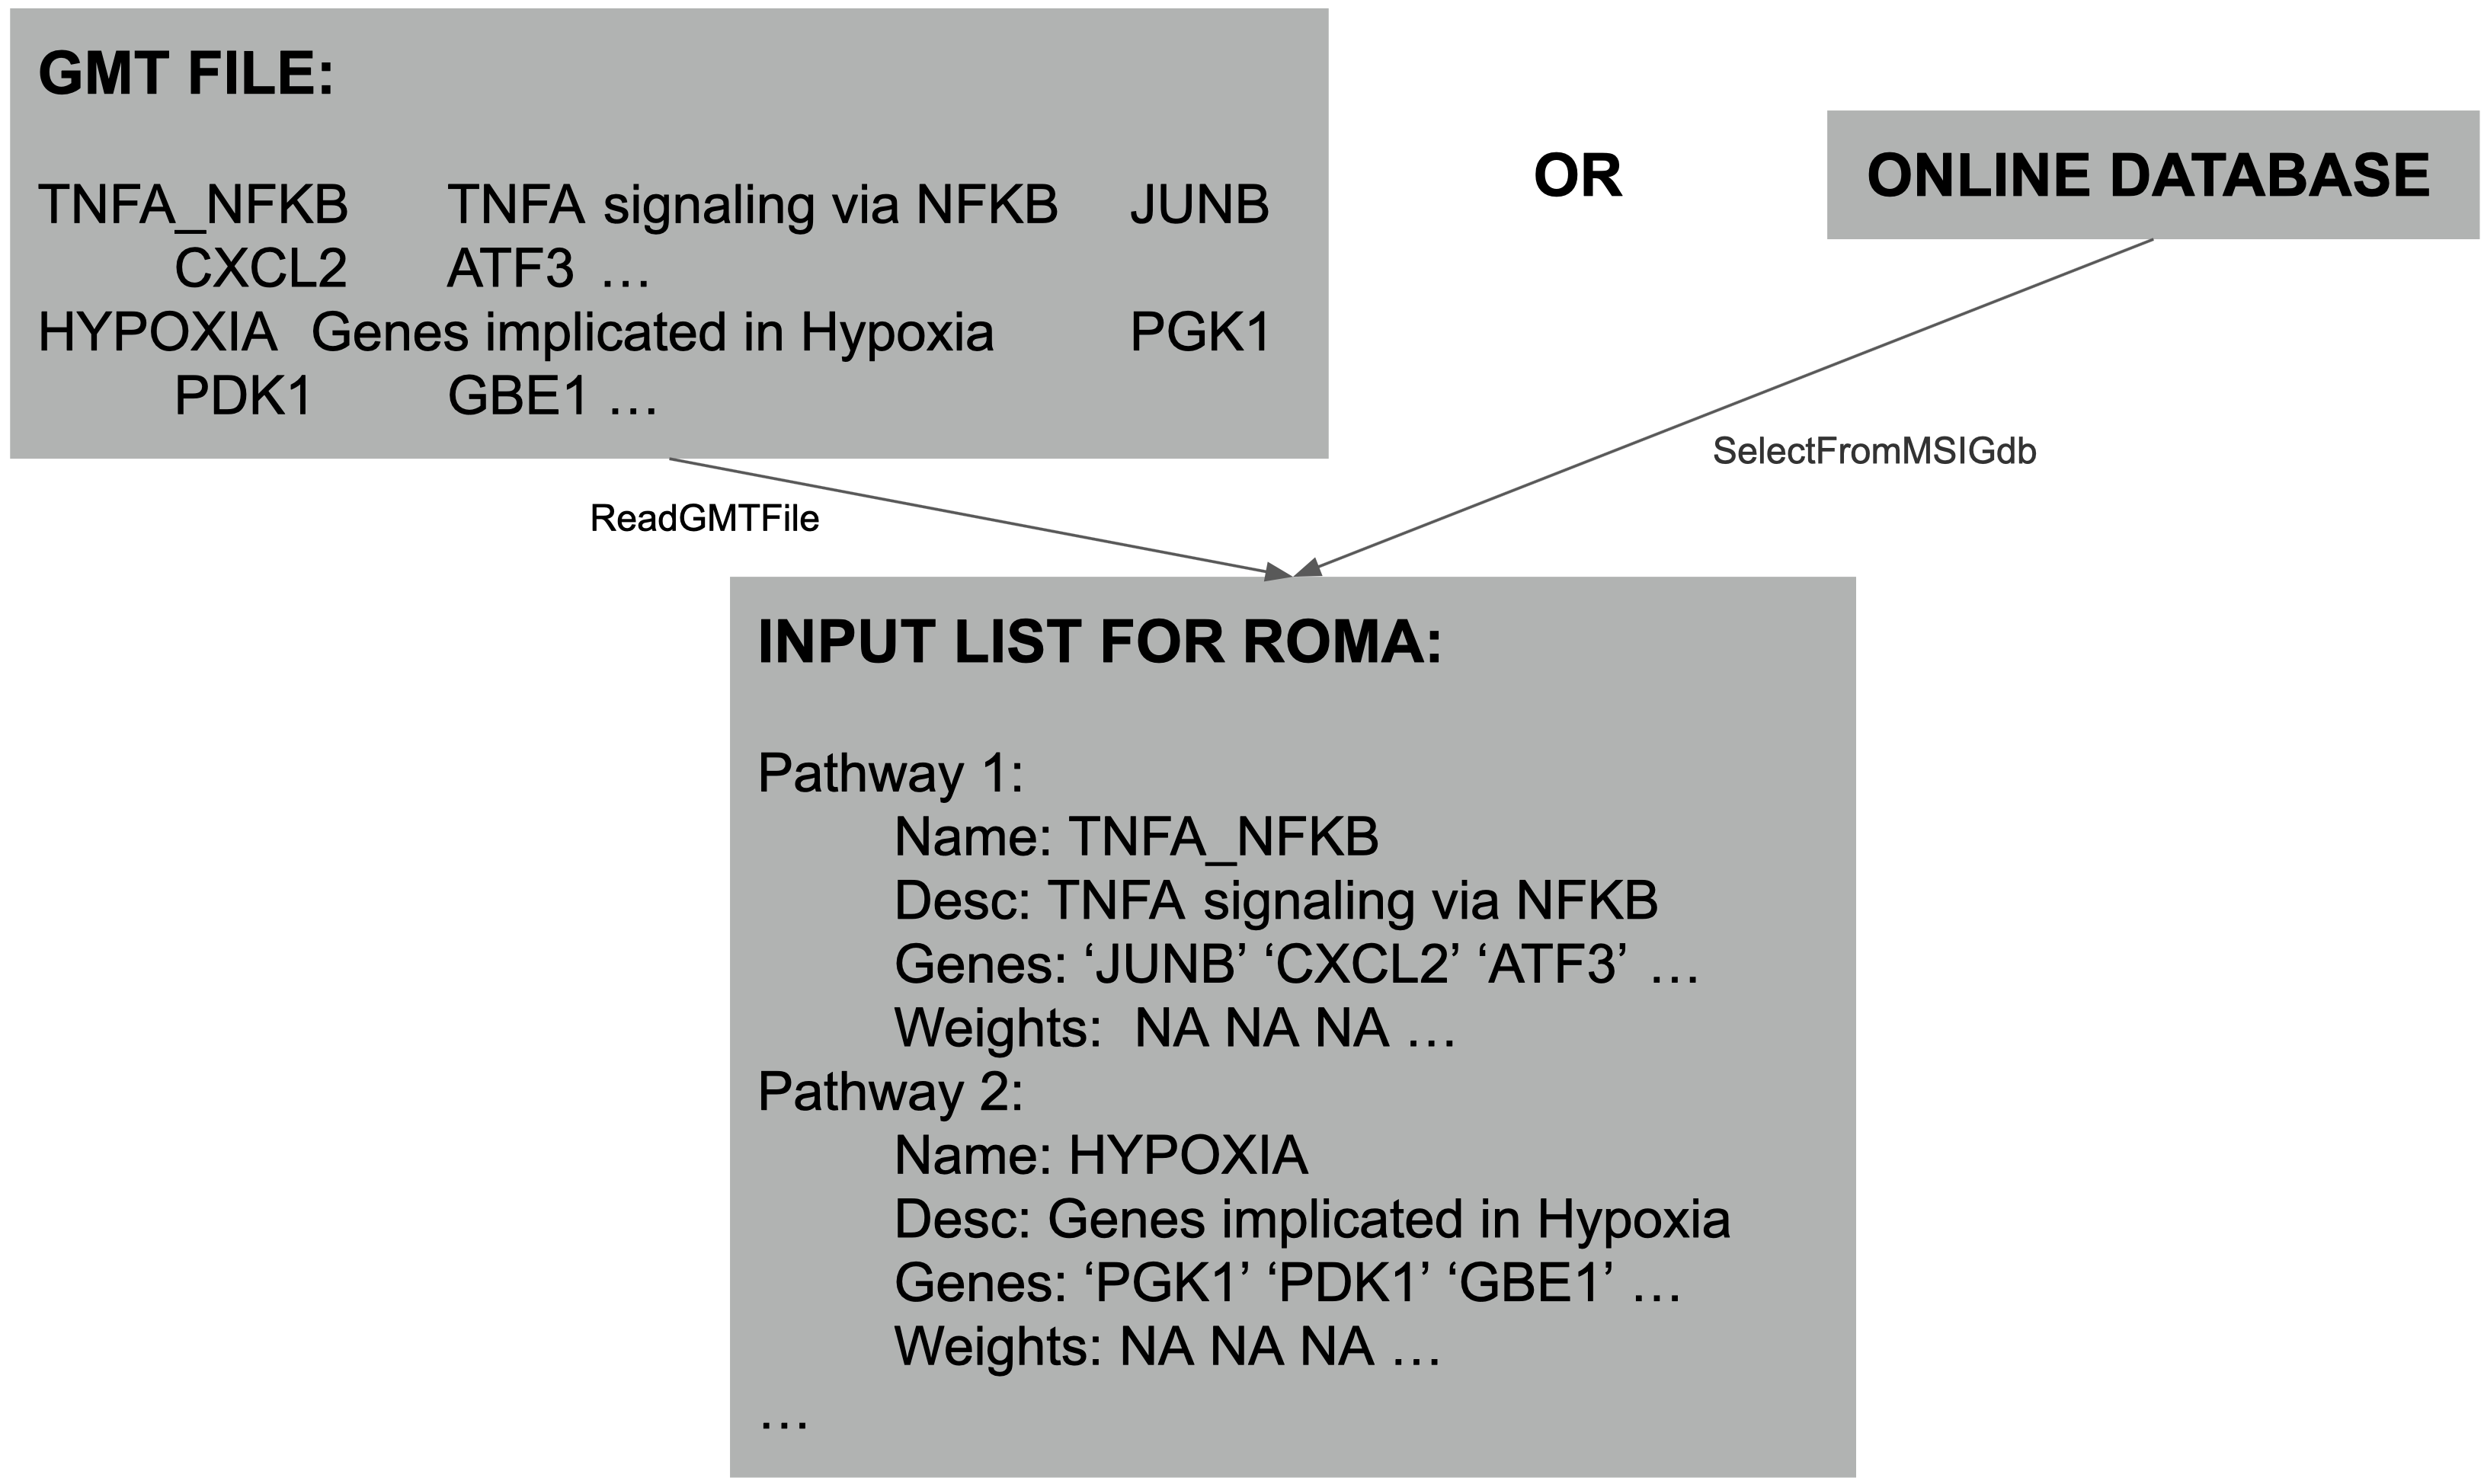 GMT FILE:
TNFA_NFKB TNFA signaling via NFKB JUNB
CXCL2 ATF3 …
HYPOXIA Genes implicated in Hypoxia PGK1
PDK1 GBE1 …
OR
ONLINE DATABASE
ReadGMTFile
SelectFromMSIGdb
INPUT LIST FOR ROMA:
Pathway 1:
Name: TNFA_NFKB
Desc: TNFA signaling via NFKB
Genes: ‘JUNB’ ‘CXCL2’ ‘ATF3’ …
Weights: NA NA NA …
Pathway 2:
Name: HYPOXIA
Desc: Genes implicated in Hypoxia
Genes: ‘PGK1’ ‘PDK1’ ‘GBE1’ …
Weights: NA NA NA …
…